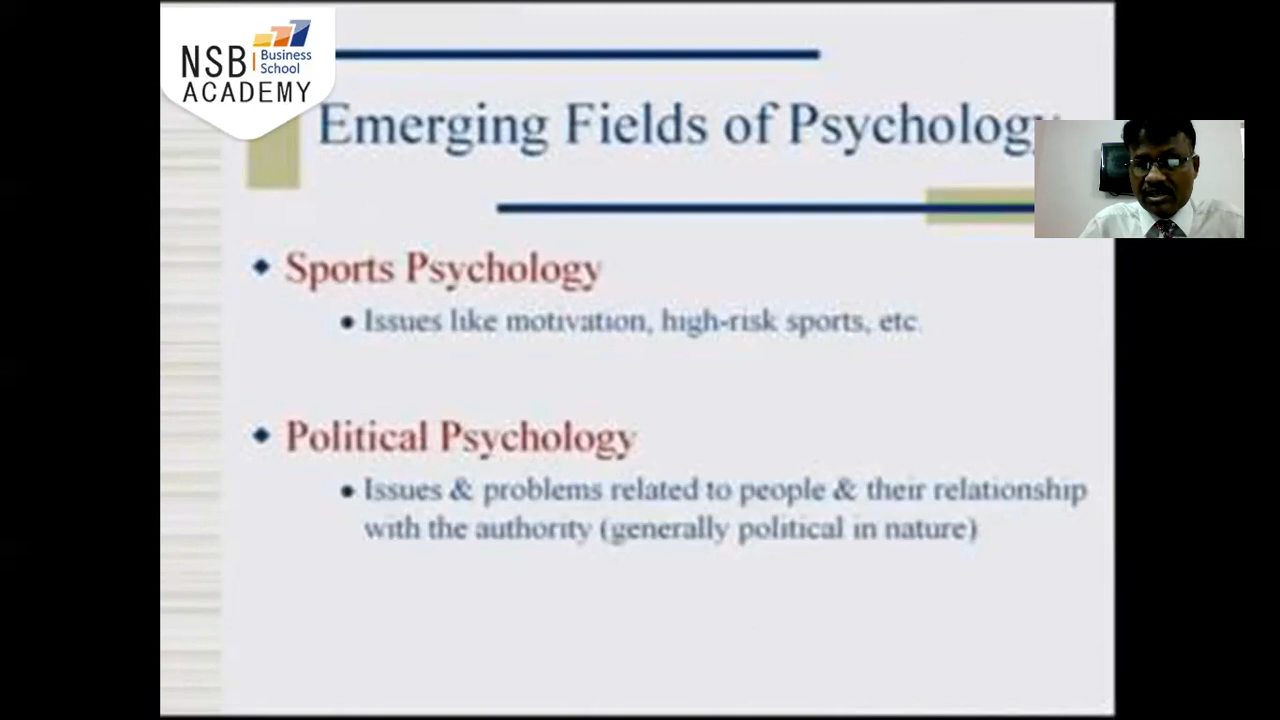 NSB Business School
ACADEMY
Emerging Fields of Psychology
Sports Psychology
Issues like motivation, high-risk sports, etc
Political Psychology
Issues & problems related to people & their relationship
with the authority (generally political in nature)